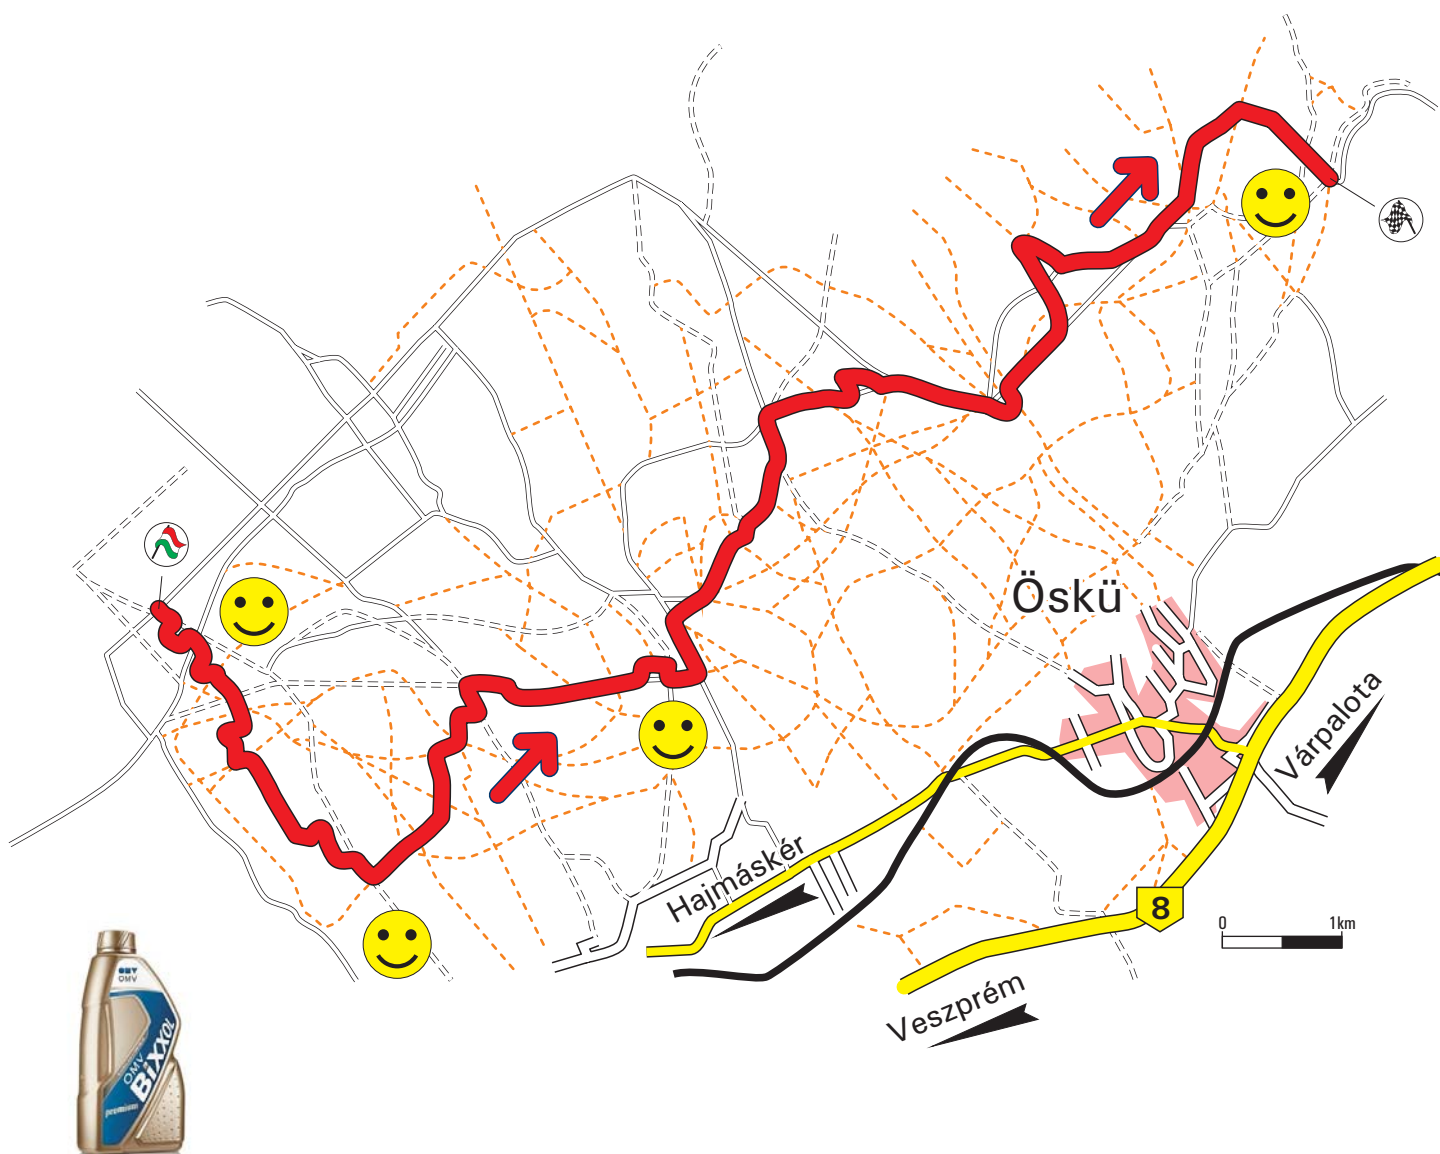 Öskü
Várpalota
Hajmáskér
8
0 1km
Veszprém
OMV
OMV
BiXXOL
premium